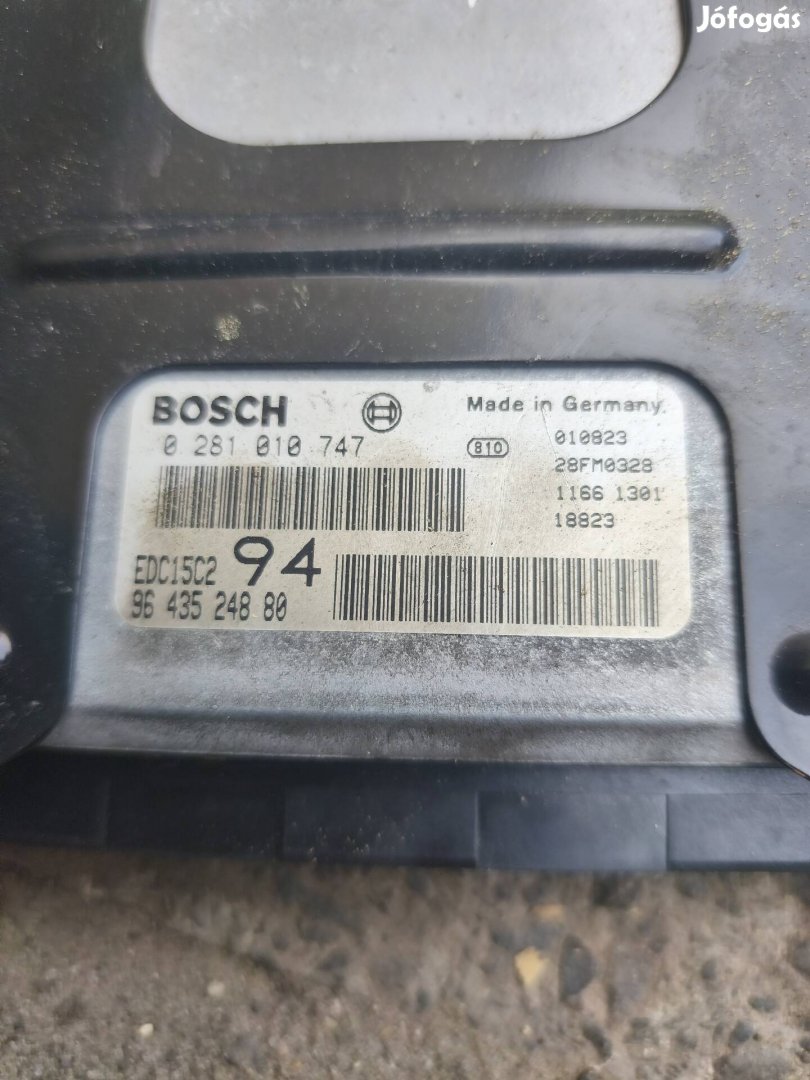 Jófogás
BOSCH Made in Germany
0 281 010 747 810 010823
28FM0328
1166 1301
18823
EDC15C2 94
96 435 248 80